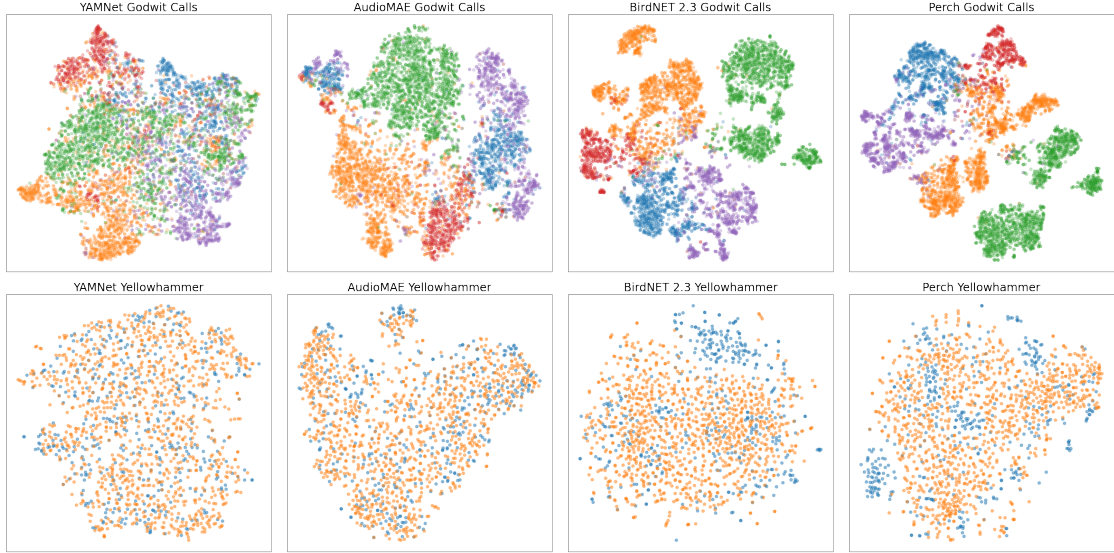 YAMNet Godwit Calls
AudioMAE Godwit Calls
BirdNET 2.3 Godwit Calls
Perch Godwit Calls
YAMNet Yellowhammer
AudioMAE Yellowhammer
BirdNET 2.3 Yellowhammer
Perch Yellowhammer